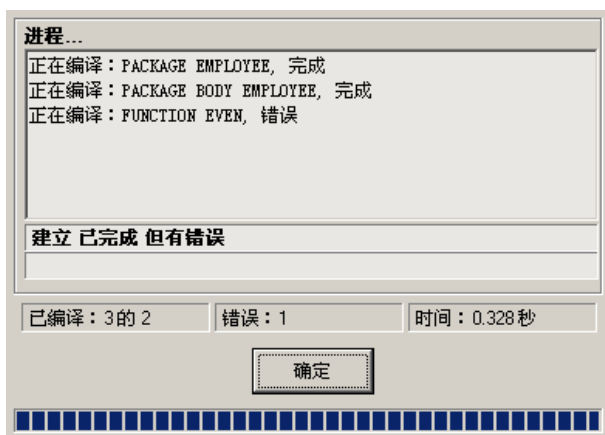 进程...
正在编译：PACKAGE EMPLOYEE, 完成
正在编译：PACKAGE BODY EMPLOYEE, 完成
正在编译：FUNCTION EVEN, 错误
建立 已完成 但有错误
已编译：3的 2
错误：1
时间：0.328秒
确定